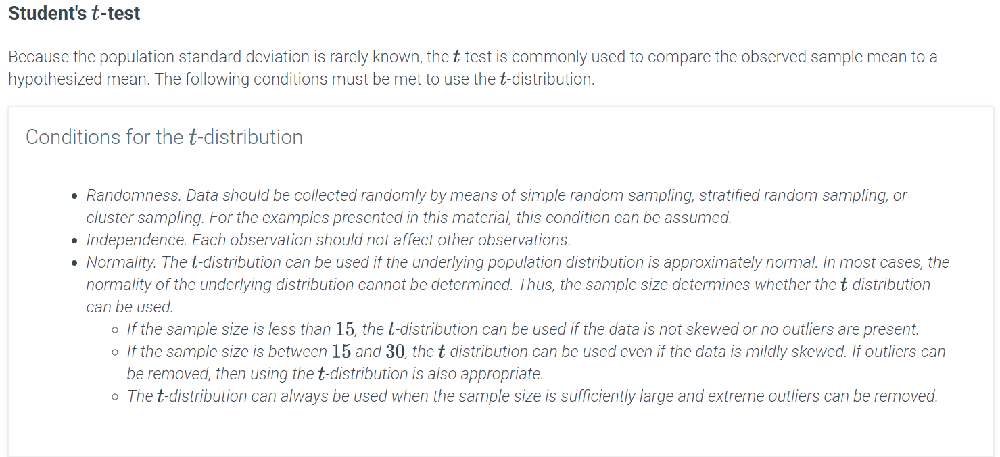 Student's t-test
Because the population standard deviation is rarely known, the t-test is commonly used to compare the observed sample mean to a
hypothesized mean. The following conditions must be met to use the t-distribution.
Conditions for the t-distribution
• Randomness. Data should be collected randomly by means of simple random sampling, stratified random sampling, or
cluster sampling. For the examples presented in this material, this condition can be assumed.
• Independence. Each observation should not affect other observations.
• Normality. The t-distribution can be used if the underlying population distribution is approximately normal. In most cases, the
normality of the underlying distribution cannot be determined. Thus, the sample size determines whether the t-distribution
can be used.
◦ If the sample size is less than 15, the t-distribution can be used if the data is not skewed or no outliers are present.
◦ If the sample size is between 15 and 30, the t-distribution can be used even if the data is mildly skewed. If outliers can
be removed, then using the t-distribution is also appropriate.
◦ The t-distribution can always be used when the sample size is sufficiently large and extreme outliers can be removed.